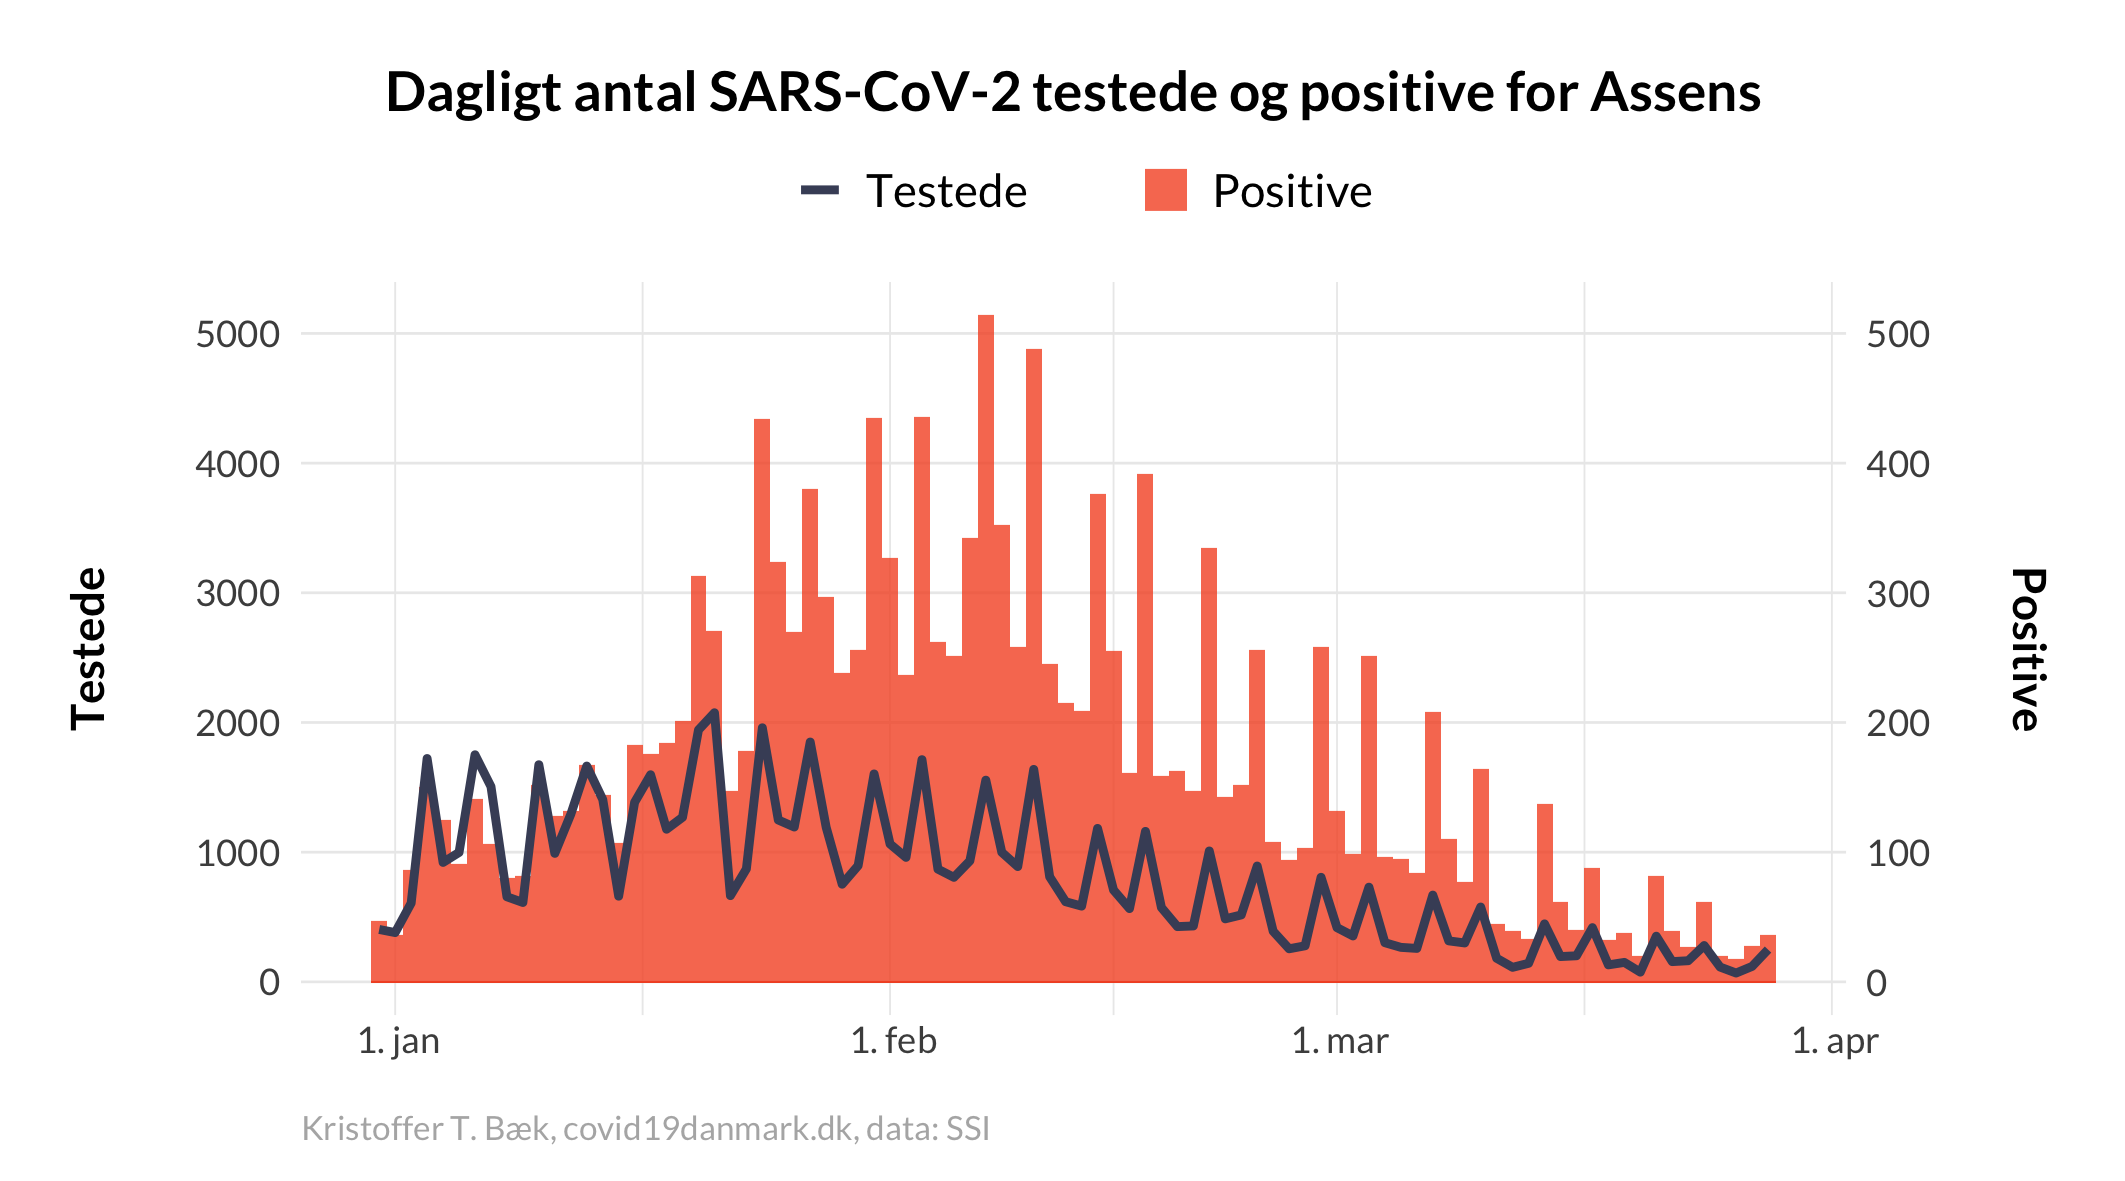 Dagligt antal SARS-CoV-2 testede og positive for Assens
Testede
Positive
5000
4000
3000
2000
1000
0
500
400
300
200
100
0
Testede
Positive
1. jan
1. feb
1. mar
1. apr
Kristoffer T. Bæk, covid19danmark.dk, data: SSI